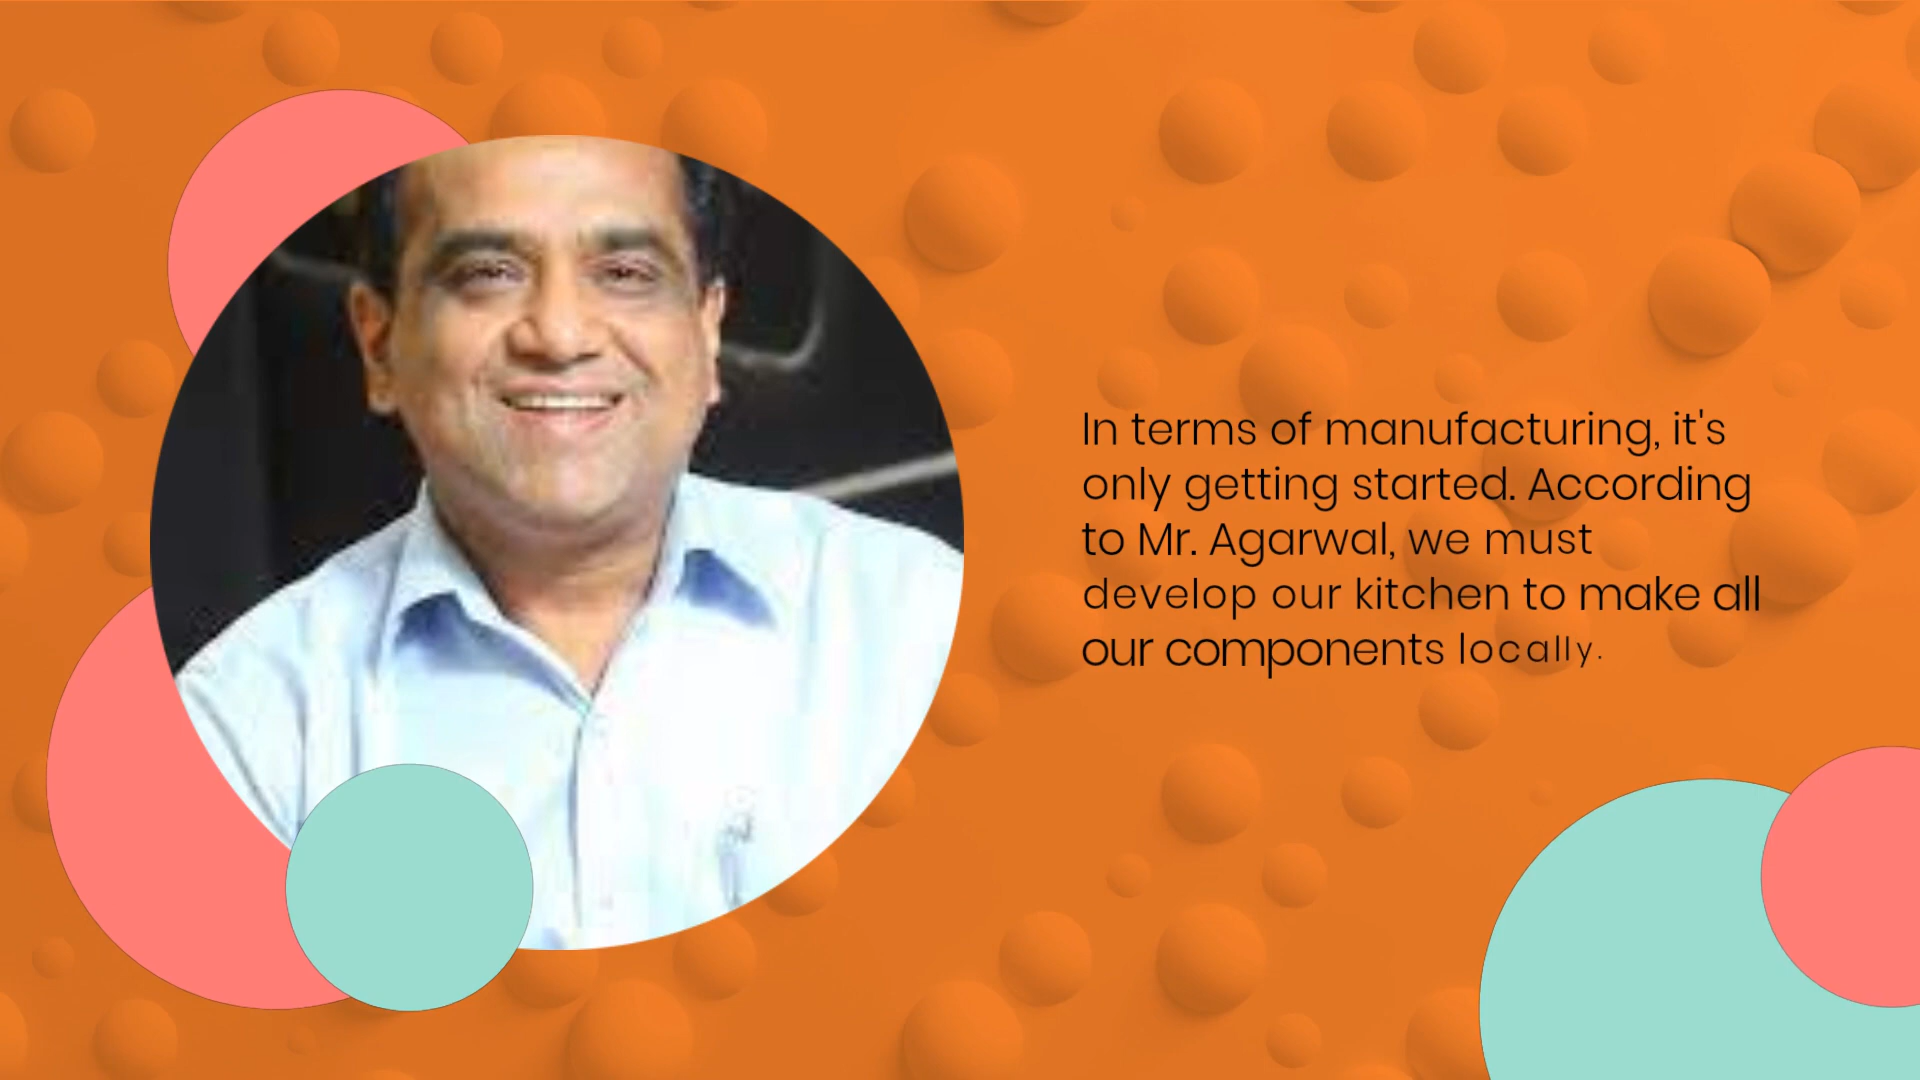 In terms of manufacturing, it's
only getting started. According
to Mr. Agarwal, we must
develop our kitchen to make all
our components locally.